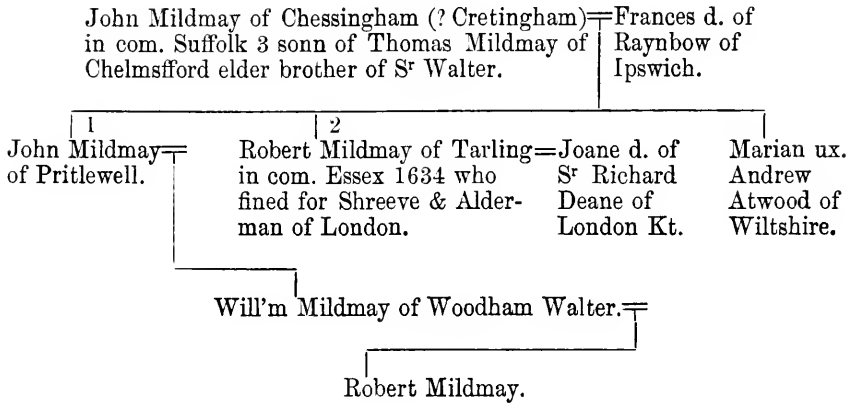 John Mildmay of Chessingham (? Cretingham)=Frances d. of
in com. Suffolk 3 sonn of Thomas Mildmay of Raynbow of
Chelmsfford elder brother of Sr Walter. Ipswich.
1 2
John Mildmay= Robert Mildmay of Tarling=Joane d. of Marian ux.
of Pritlewell. in com. Essex 1634 who Sr Richard Andrew
fined for Shreeve & Alder- Deane of Atwood of
man of London. London Kt. Wiltshire.
Will'm Mildmay of Woodham Walter.=
Robert Mildmay.